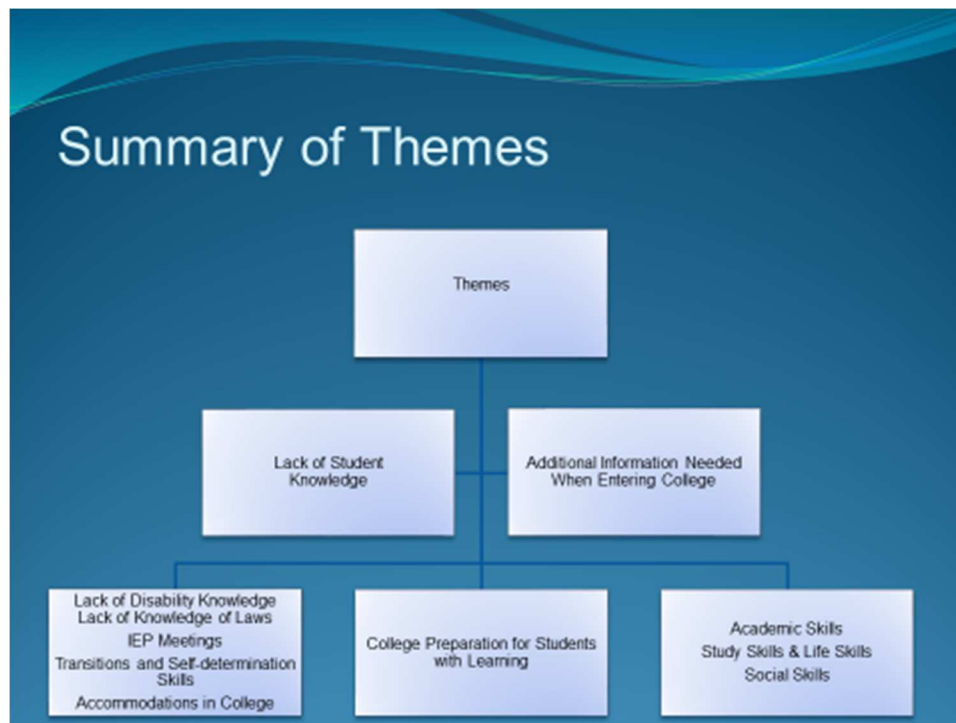 Summary of Themes
Themes
Lack of Student
Knowledge
Additional Information Needed
When Entering College
Lack of Disability Knowledge
Lack of Knowledge of Laws
IEP Meetings
Transitions and Self-determination
Skills
Accommodations in College
College Preparation for Students
with Learning
Academic Skills
Study Skills & Life Skills
Social Skills